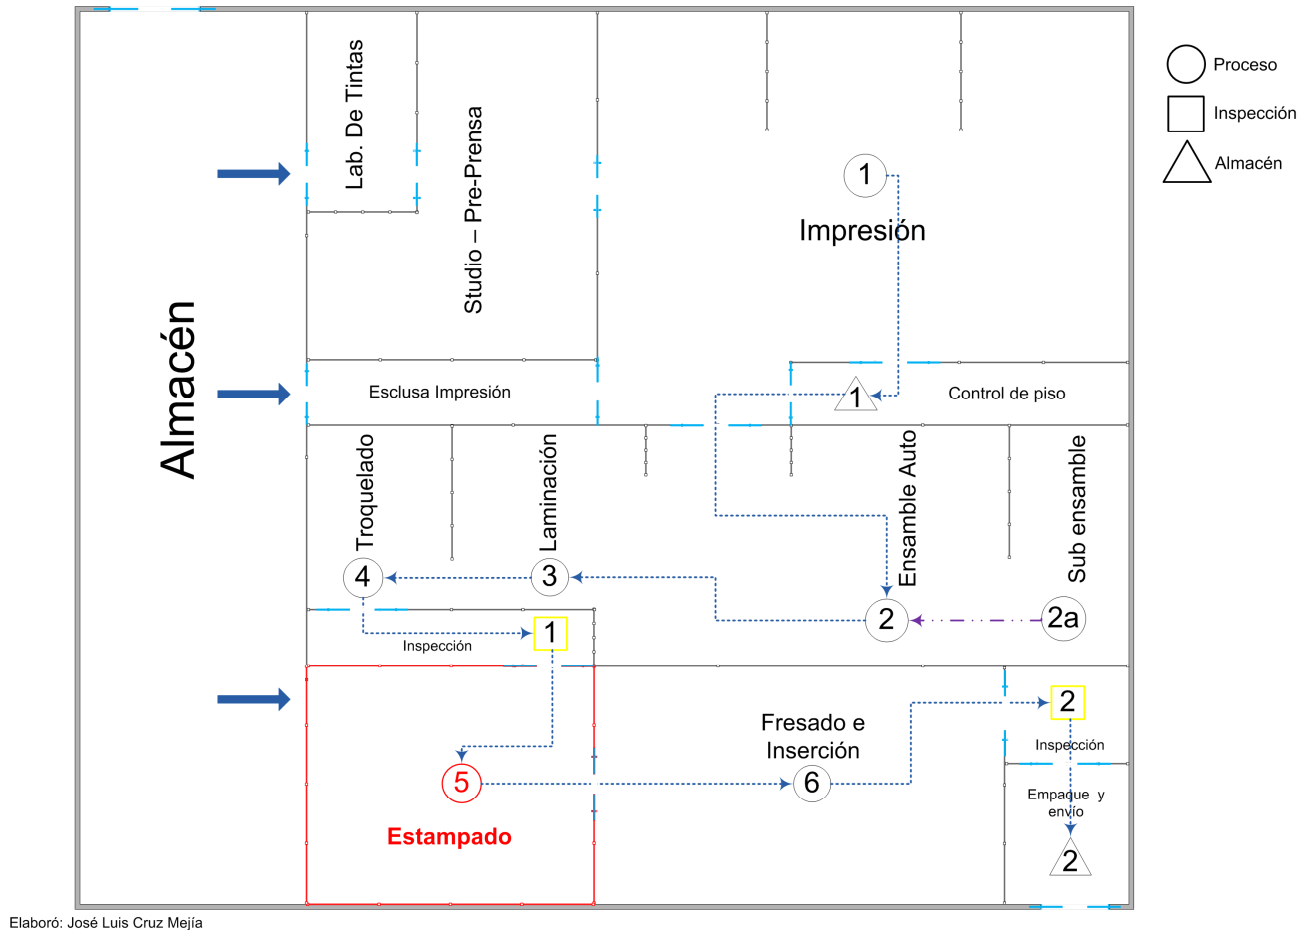 Proceso
Inspección
Almacén
Almacén
Lab. De Tintas
Studio – Pre-Prensa
1
Impresión
Esclusa Impresión
1
Control de piso
Troquelado
Laminación
Ensamble Auto
Sub ensamble
4
3
2
2a
1
Inspección
5
Estampado
Fresado e
Inserción
6
2
Inspección
Empaque y
envío
2
Elaboró: José Luis Cruz Mejía